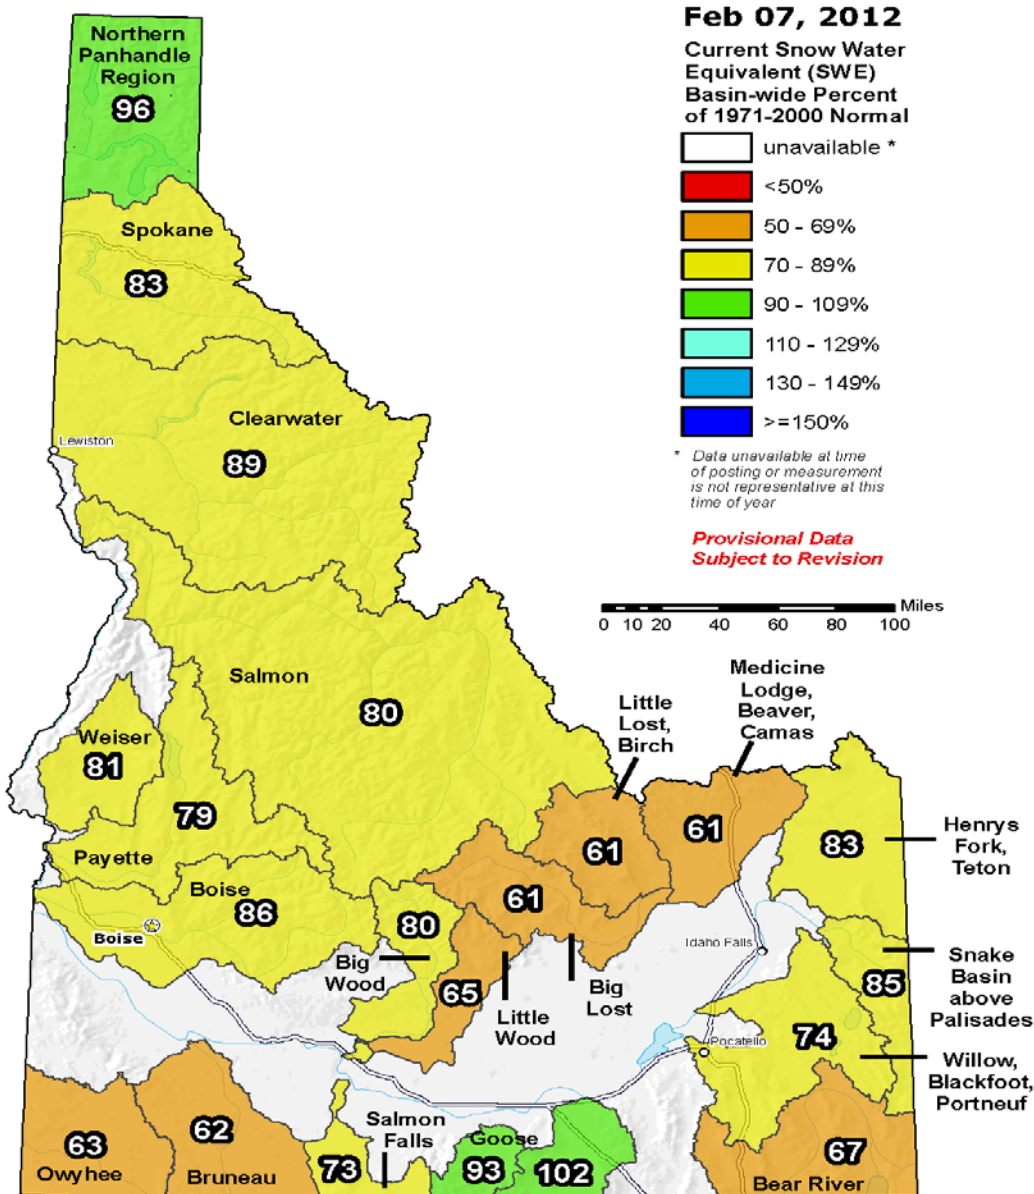 Feb 07, 2012
Current Snow Water
Equivalent (SWE)
Basin-wide Percent
of 1971-2000 Normal
unavailable *
<50%
50 - 69%
70 - 89%
90 - 109%
110 - 129%
130 - 149%
>=150%
* Data unavailable at time
of posting or measurement
is not representative at this
time of year
Provisional Data
Subject to Revision
Miles
0 10 20 40 60 80 100
Northern
Panhandle
Region
96
Spokane
83
Clearwater
89
Lewiston
Salmon
80
Weiser
81
79
Payette
Boise
86
Boise
80
Big
Wood
65
Little
Wood
61
Big
Lost
Little
Lost,
Birch
61
Medicine
Lodge,
Beaver,
Camas
61
83
Henrys
Fork,
Teton
Idaho Falls
85
Snake
Basin
above
Palisades
74
Pocatello
Willow,
Blackfoot,
Portneuf
63
Owyhee
62
Bruneau
73
Salmon
Falls
Goose
93
102
67
Bear River